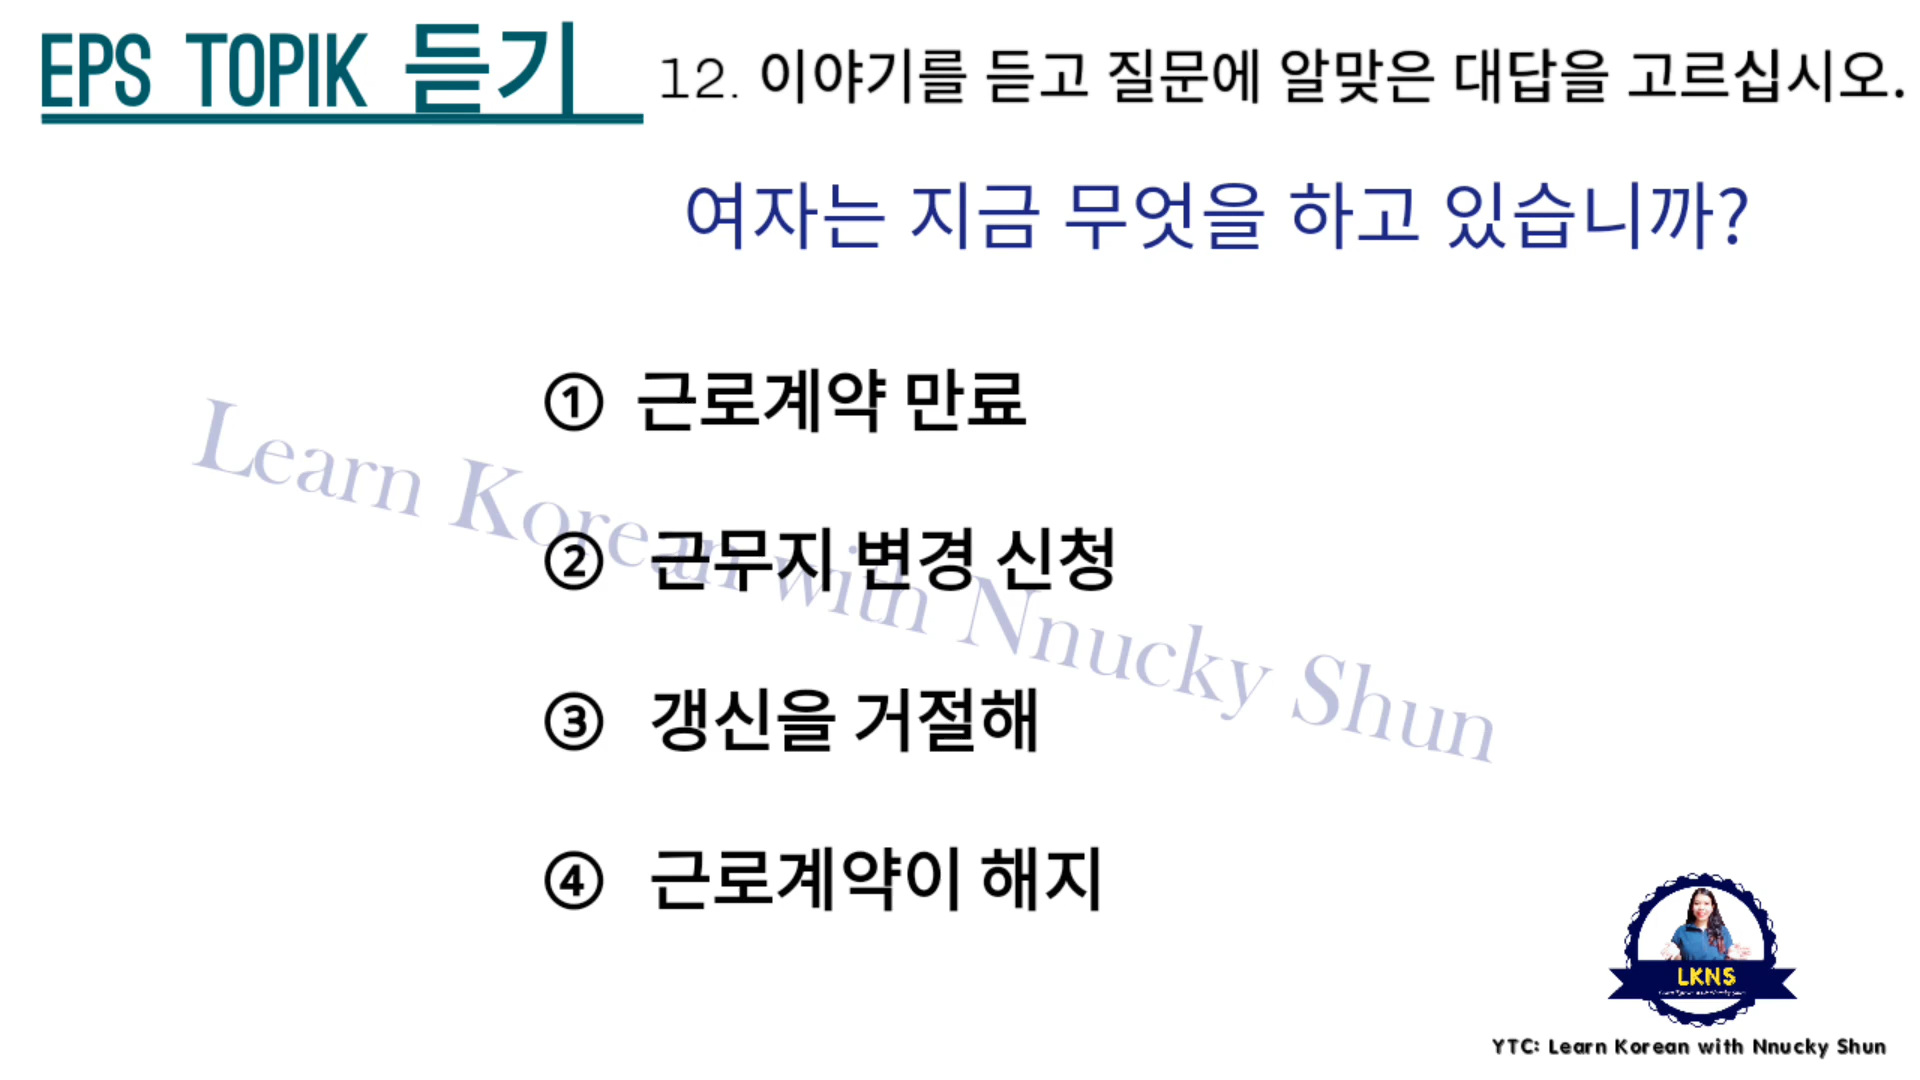 EPS TOPIK 듣기
12. 이야기를 듣고 질문에 알맞은 대답을 고르십시오.
여자는 지금 무엇을 하고 있습니까?
① 근로계약 만료
② 근무지 변경 신청
③ 갱신을 거절해
④ 근로계약이 해지
Learn Korean with Nnucky Shun
LKNS
YTC: Learn Korean with Nnucky Shun